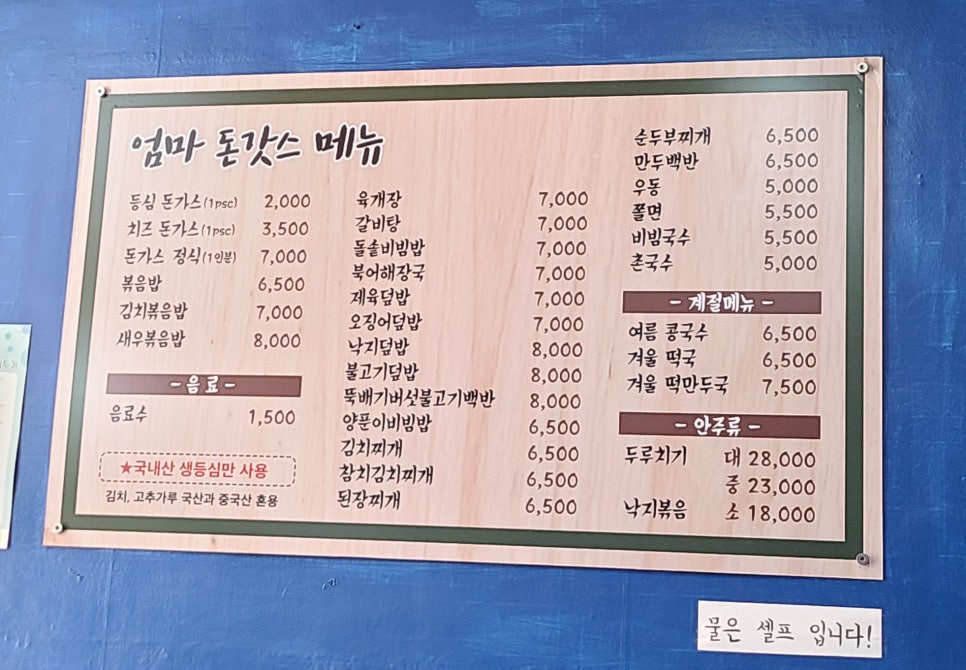 엄마 돈갓스 메뉴
등심 돈가스(1psc) 2,000
치즈 돈가스(1psc) 3,500
돈가스 정식(1인분) 7,000
볶음밥 6,500
김치볶음밥 7,000
새우볶음밥 8,000
- 음료 -
음료수 1,500
★국내산 생등심만 사용
김치, 고추가루 국산과 중국산 혼용
육개장 7,000
갈비탕 7,000
돌솥비빔밥 7,000
북어해장국 7,000
제육덮밥 7,000
오징어덮밥 7,000
낙지덮밥 8,000
불고기덮밥 8,000
뚝배기버섯불고기백반 8,000
양푼이비빔밥 6,500
김치찌개 6,500
참치김치찌개 6,500
된장찌개 6,500
순두부찌개 6,500
만두백반 6,500
우동 5,000
쫄면 5,500
비빔국수 5,500
촌국수 5,000
- 계절메뉴 -
여름 콩국수 6,500
겨울 떡국 6,500
겨울 떡만두국 7,500
- 안주류 -
두루치기 대 28,000
중 23,000
낙지볶음 소 18,000
물은 셀프 입니다!